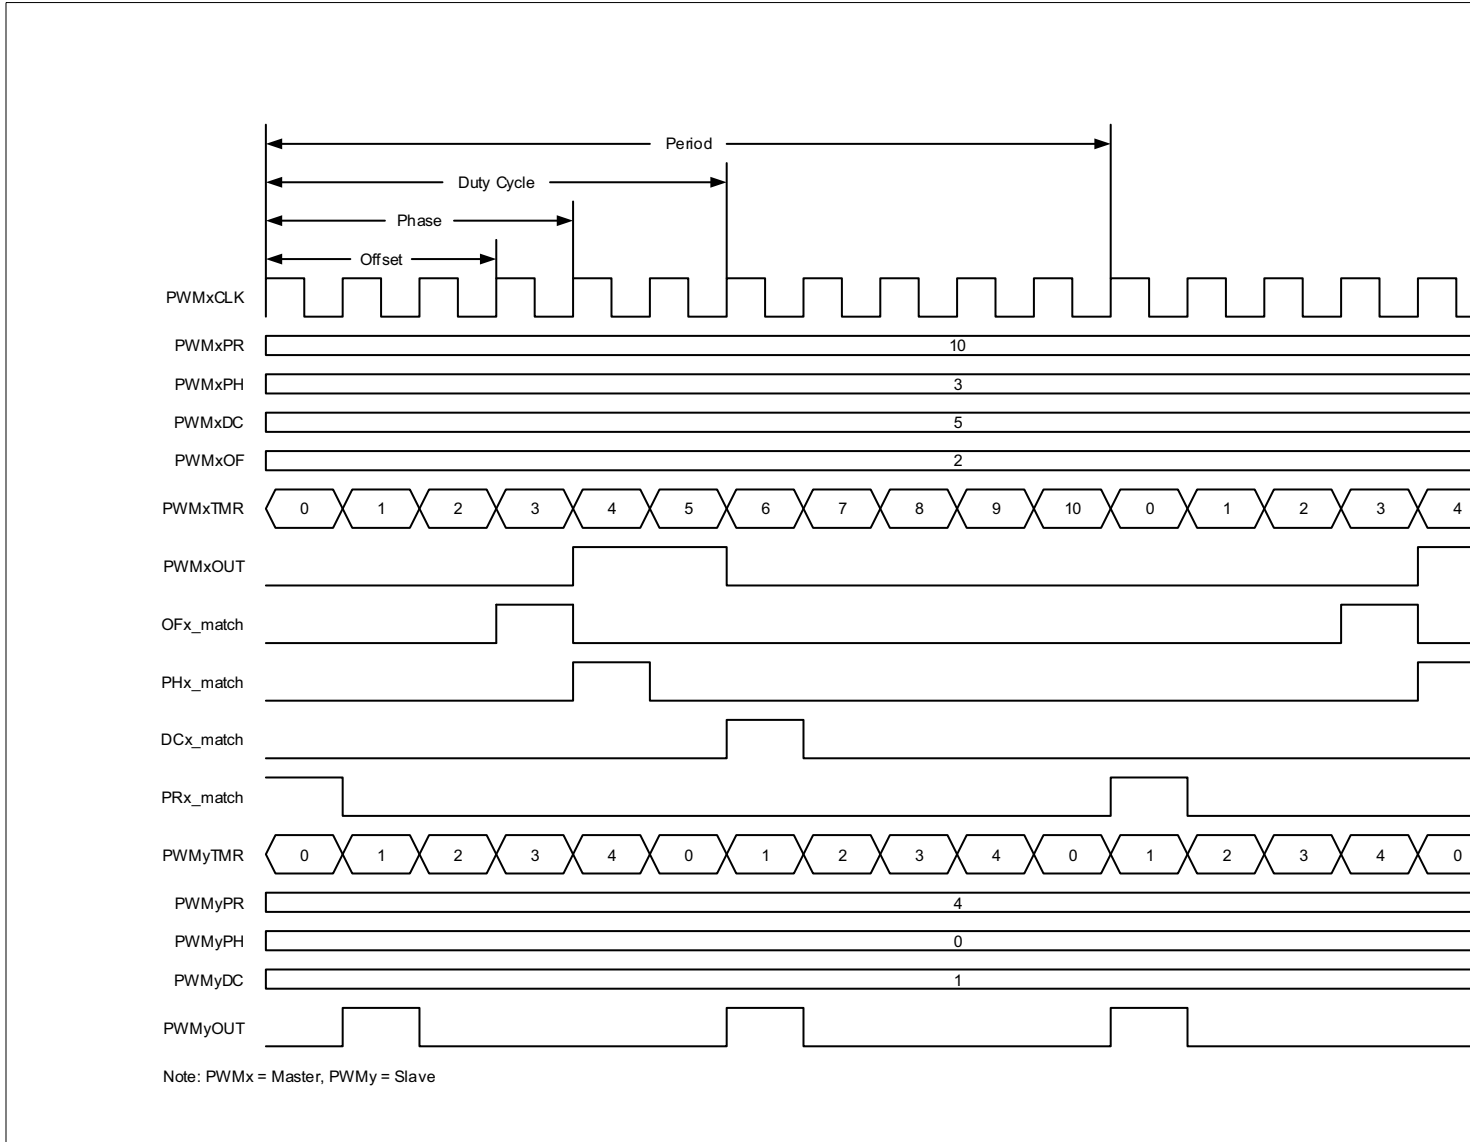 Period
Duty Cycle
Phase
Offset
PWMxCLK
PWMxPR 10
PWMxPH 3
PWMxDC 5
PWMxOF 2
PWMxTMR 0 1 2 3 4 5 6 7 8 9 10 0 1 2 3 4
PWMxOUT
OFx_match
PHx_match
DCx_match
PRx_match
PWMyTMR 0 1 2 3 4 0 1 2 3 4 0 1 2 3 4 0
PWMyPR 4
PWMyPH 0
PWMyDC 1
PWMyOUT
Note: PWMx = Master, PWMy = Slave